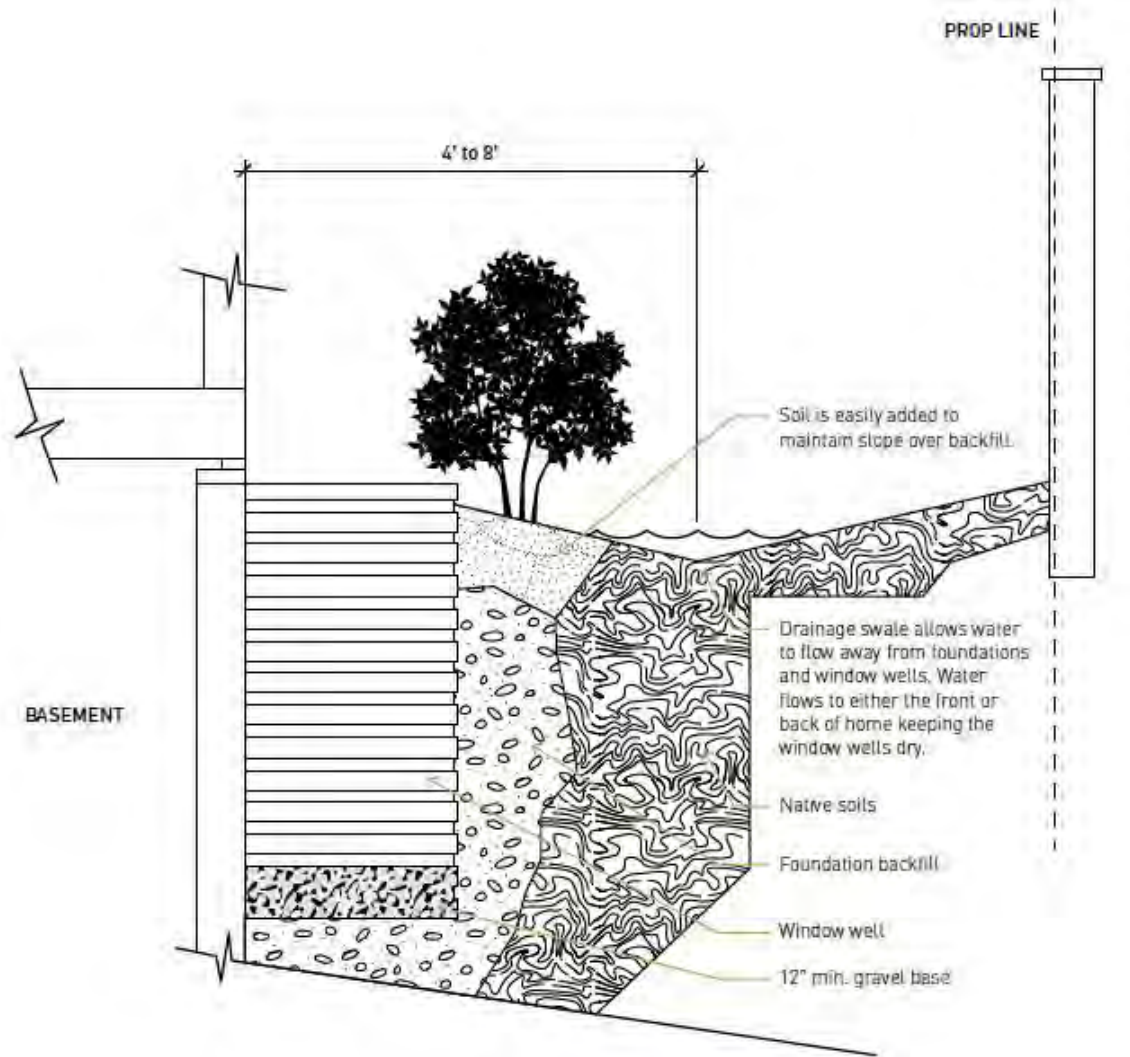 PROP LINE
4' to 8'
Soil is easily added to
maintain slope over backfill.
Drainage swale allows water
to flow away from foundations
and window wells. Water
flows to either the front or
back of home keeping the
window wells dry.
BASEMENT
Native soils
Foundation backfill
Window well
12" min. gravel base